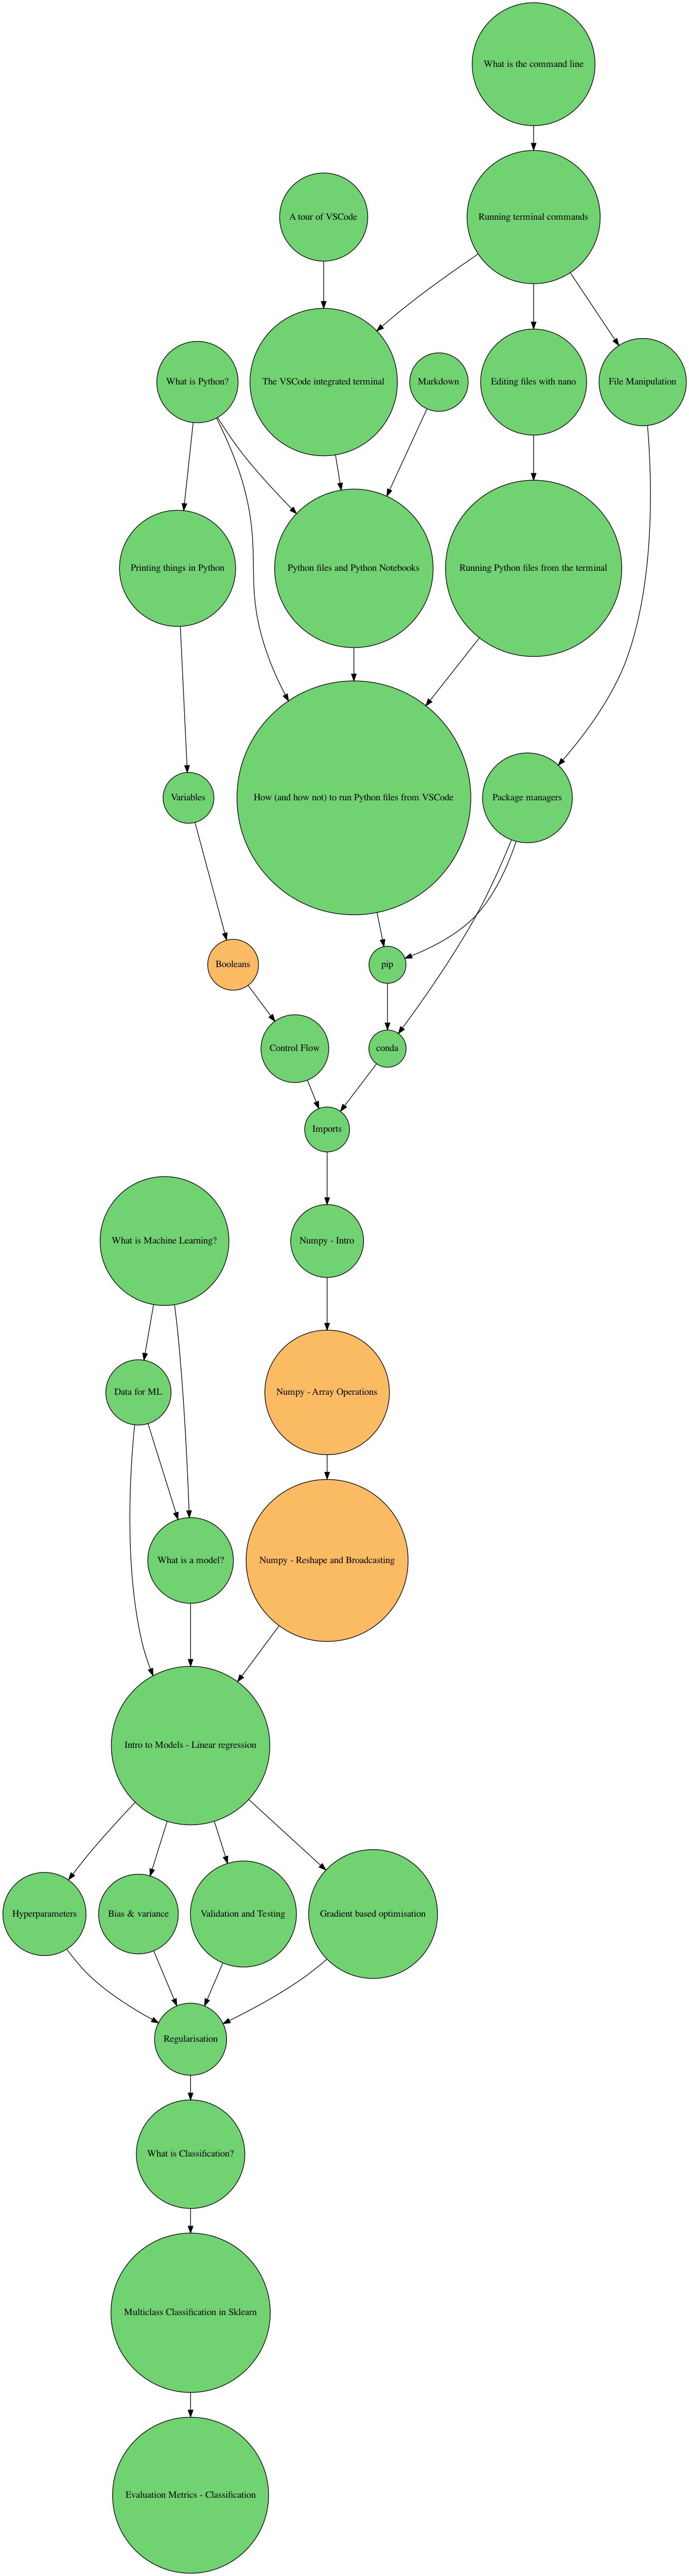 What is the command line
A tour of VSCode
Running terminal commands
What is Python?
The VSCode integrated terminal
Markdown
Editing files with nano
File Manipulation
Printing things in Python
Python files and Python Notebooks
Running Python files from the terminal
Variables
How (and how not) to run Python files from VSCode
Package managers
Booleans
pip
Control Flow
conda
Imports
What is Machine Learning?
Numpy - Intro
Data for ML
Numpy - Array Operations
What is a model?
Numpy - Reshape and Broadcasting
Intro to Models - Linear regression
Hyperparameters
Bias & variance
Validation and Testing
Gradient based optimisation
Regularisation
What is Classification?
Multiclass Classification in Sklearn
Evaluation Metrics - Classification